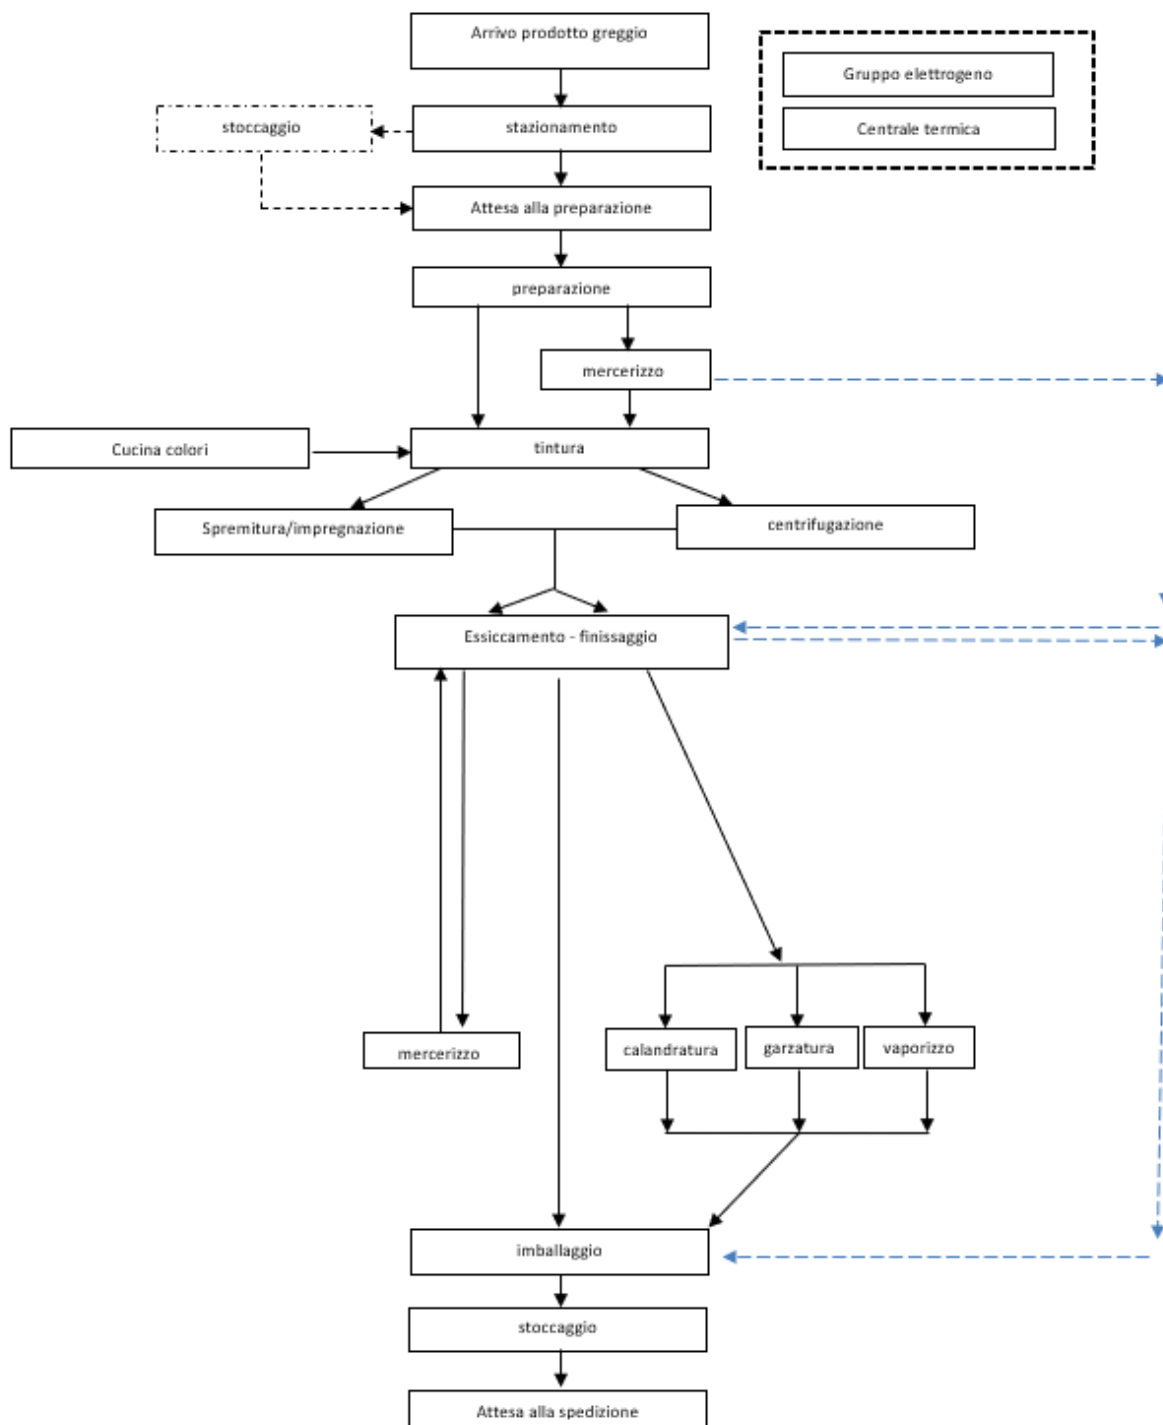 Arrivo prodotto greggio
Gruppo elettrogeno
Centrale termica
stoccaggio
stazionamento
Attesa alla preparazione
preparazione
mercerizzo
Cucina colori
tintura
Spremitura/impregnazione
centrifugazione
Essiccamento - finissaggio
mercerizzo
calandratura
garzatura
vaporizzo
imballaggio
stoccaggio
Attesa alla spedizione